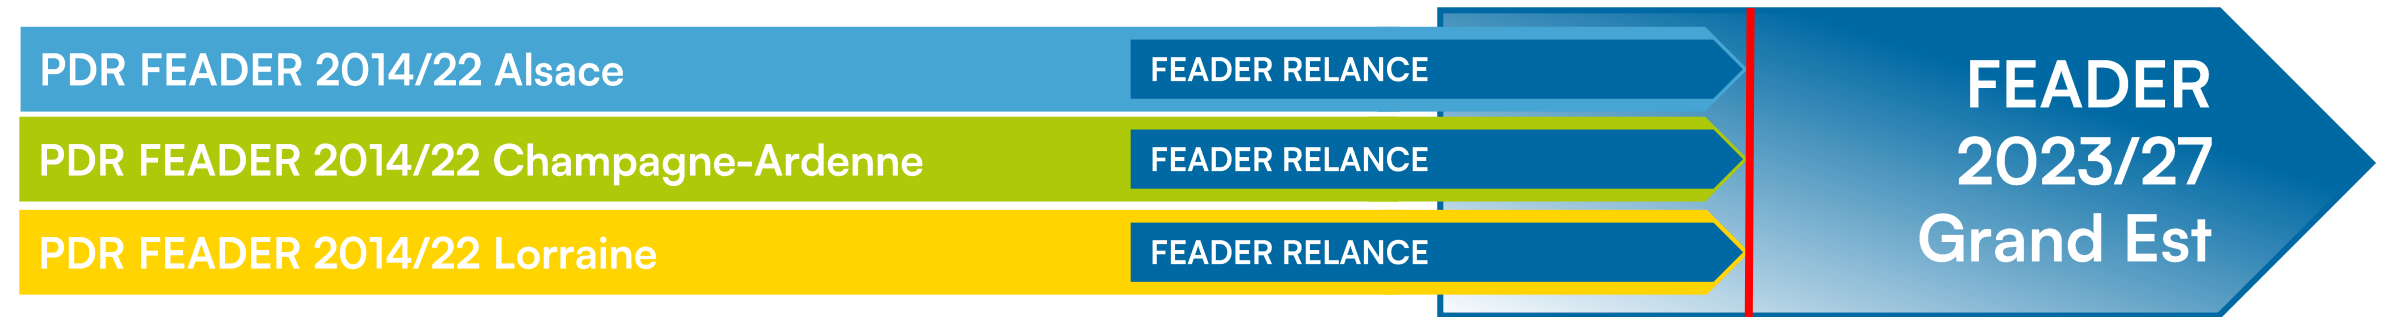 PDR FEADER 2014/22 Alsace
FEADER RELANCE
PDR FEADER 2014/22 Champagne-Ardenne
FEADER RELANCE
PDR FEADER 2014/22 Lorraine
FEADER RELANCE
FEADER
2023/27
Grand Est